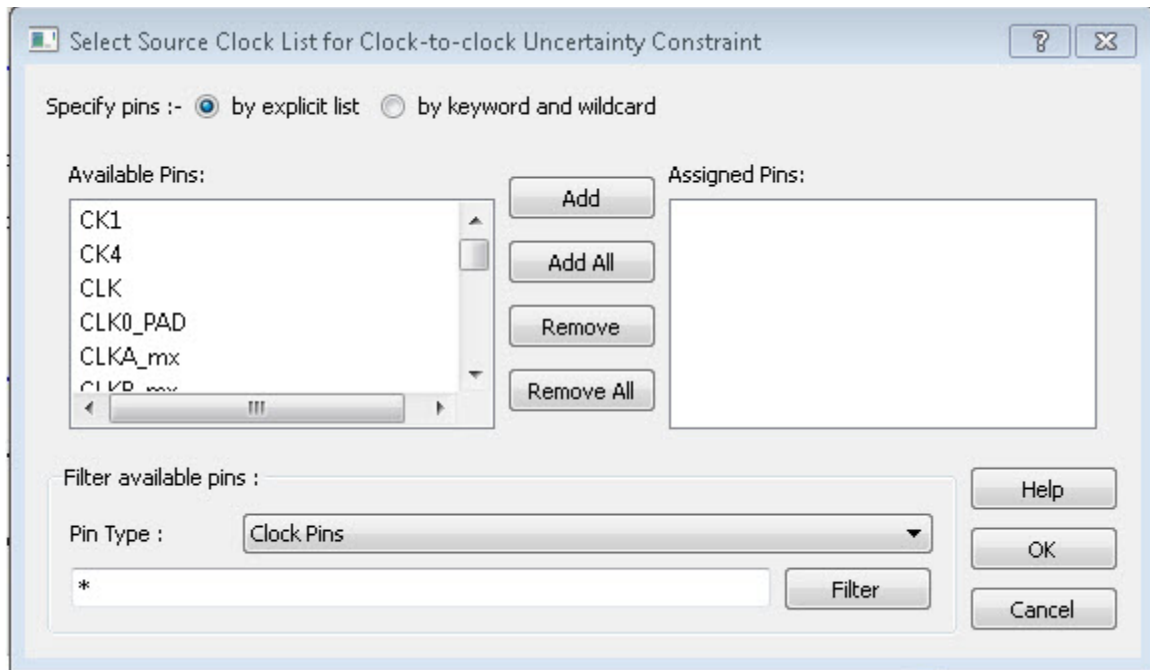 Select Source Clock List for Clock-to-clock Uncertainty Constraint
Specify pins :- by explicit list by keyword and wildcard
Available Pins:
CK1
CK4
CLK
CLK0_PAD
CLKA_mx
Add
Add All
Remove
Remove All
Assigned Pins:
Filter available pins :
Pin Type : Clock Pins
*
Filter
Help
OK
Cancel